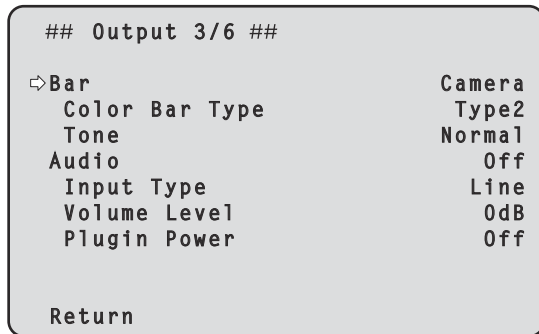 ## Output 3/6 ##
⇨Bar Camera
Color Bar Type Type2
Tone Normal
Audio Off
Input Type Line
Volume Level 0dB
Plugin Power Off
Return